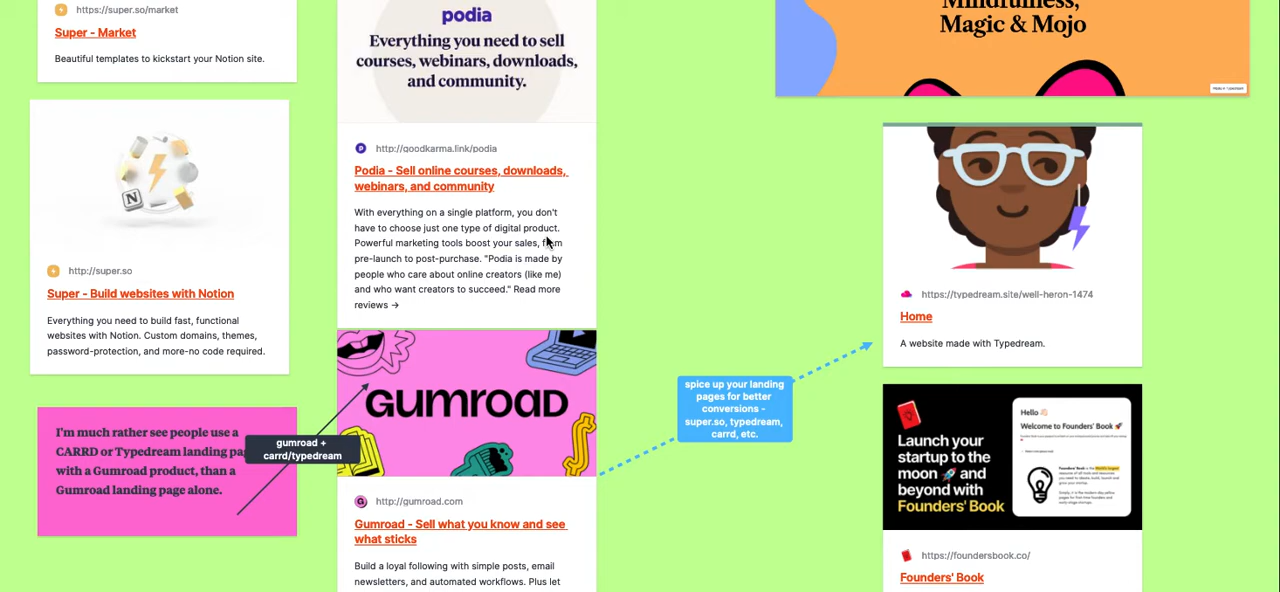 https://super.so/market
Super - Market
Beautiful templates to kickstart your Notion site.
http://super.so
Super - Build websites with Notion
Everything you need to build fast, functional
websites with Notion. Custom domains, themes,
password-protection, and more-no code required.
I'm much rather see people use a
CARRD or Typedream landing pa
with a Gumroad product, than a
Gumroad landing page alone.
gumroad +
carrd/typedream
podia
Everything you need to sell
courses, webinars, downloads,
and community.
http://goodkarma.link/podia
Podia - Sell online courses, downloads,
webinars, and community
With everything on a single platform, you don't
have to choose just one type of digital product.
Powerful marketing tools boost your sales, from
pre-launch to post-purchase. "Podia is made by
people who care about online creators (like me)
and who want creators to succeed." Read more
reviews →
GUMROAD
http://gumroad.com
Gumroad - Sell what you know and see
what sticks
Build a loyal following with simple posts, email
newsletters, and automated workflows. Plus let
spice up your landing
pages for better
conversions -
super.so, typedream,
carrd, etc.
Mindfulness,
Magic & Mojo
https://typedream.site/well-heron-1474
Home
A website made with Typedream.
Launch your
startup to the
moon 🚀 and
beyond with
Founders' Book
Hello 👋🏻
Welcome to Founders' Book 🚀
https://foundersbook.co/
Founders' Book